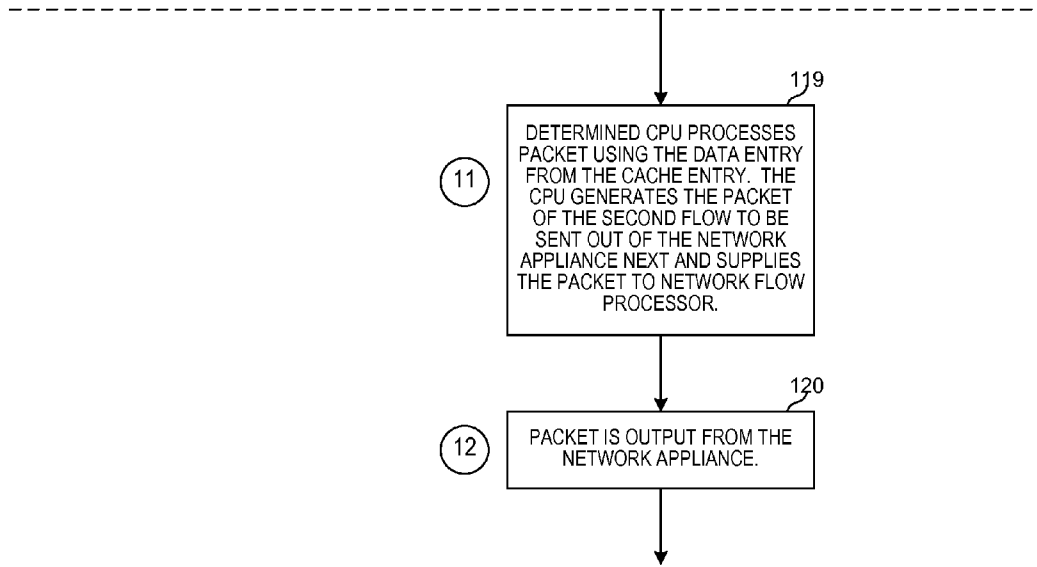 119
11
DETERMINED CPU PROCESSES
PACKET USING THE DATA ENTRY
FROM THE CACHE ENTRY. THE
CPU GENERATES THE PACKET
OF THE SECOND FLOW TO BE
SENT OUT OF THE NETWORK
APPLIANCE NEXT AND SUPPLIES
THE PACKET TO NETWORK FLOW
PROCESSOR.
120
12
PACKET IS OUTPUT FROM THE
NETWORK APPLIANCE.